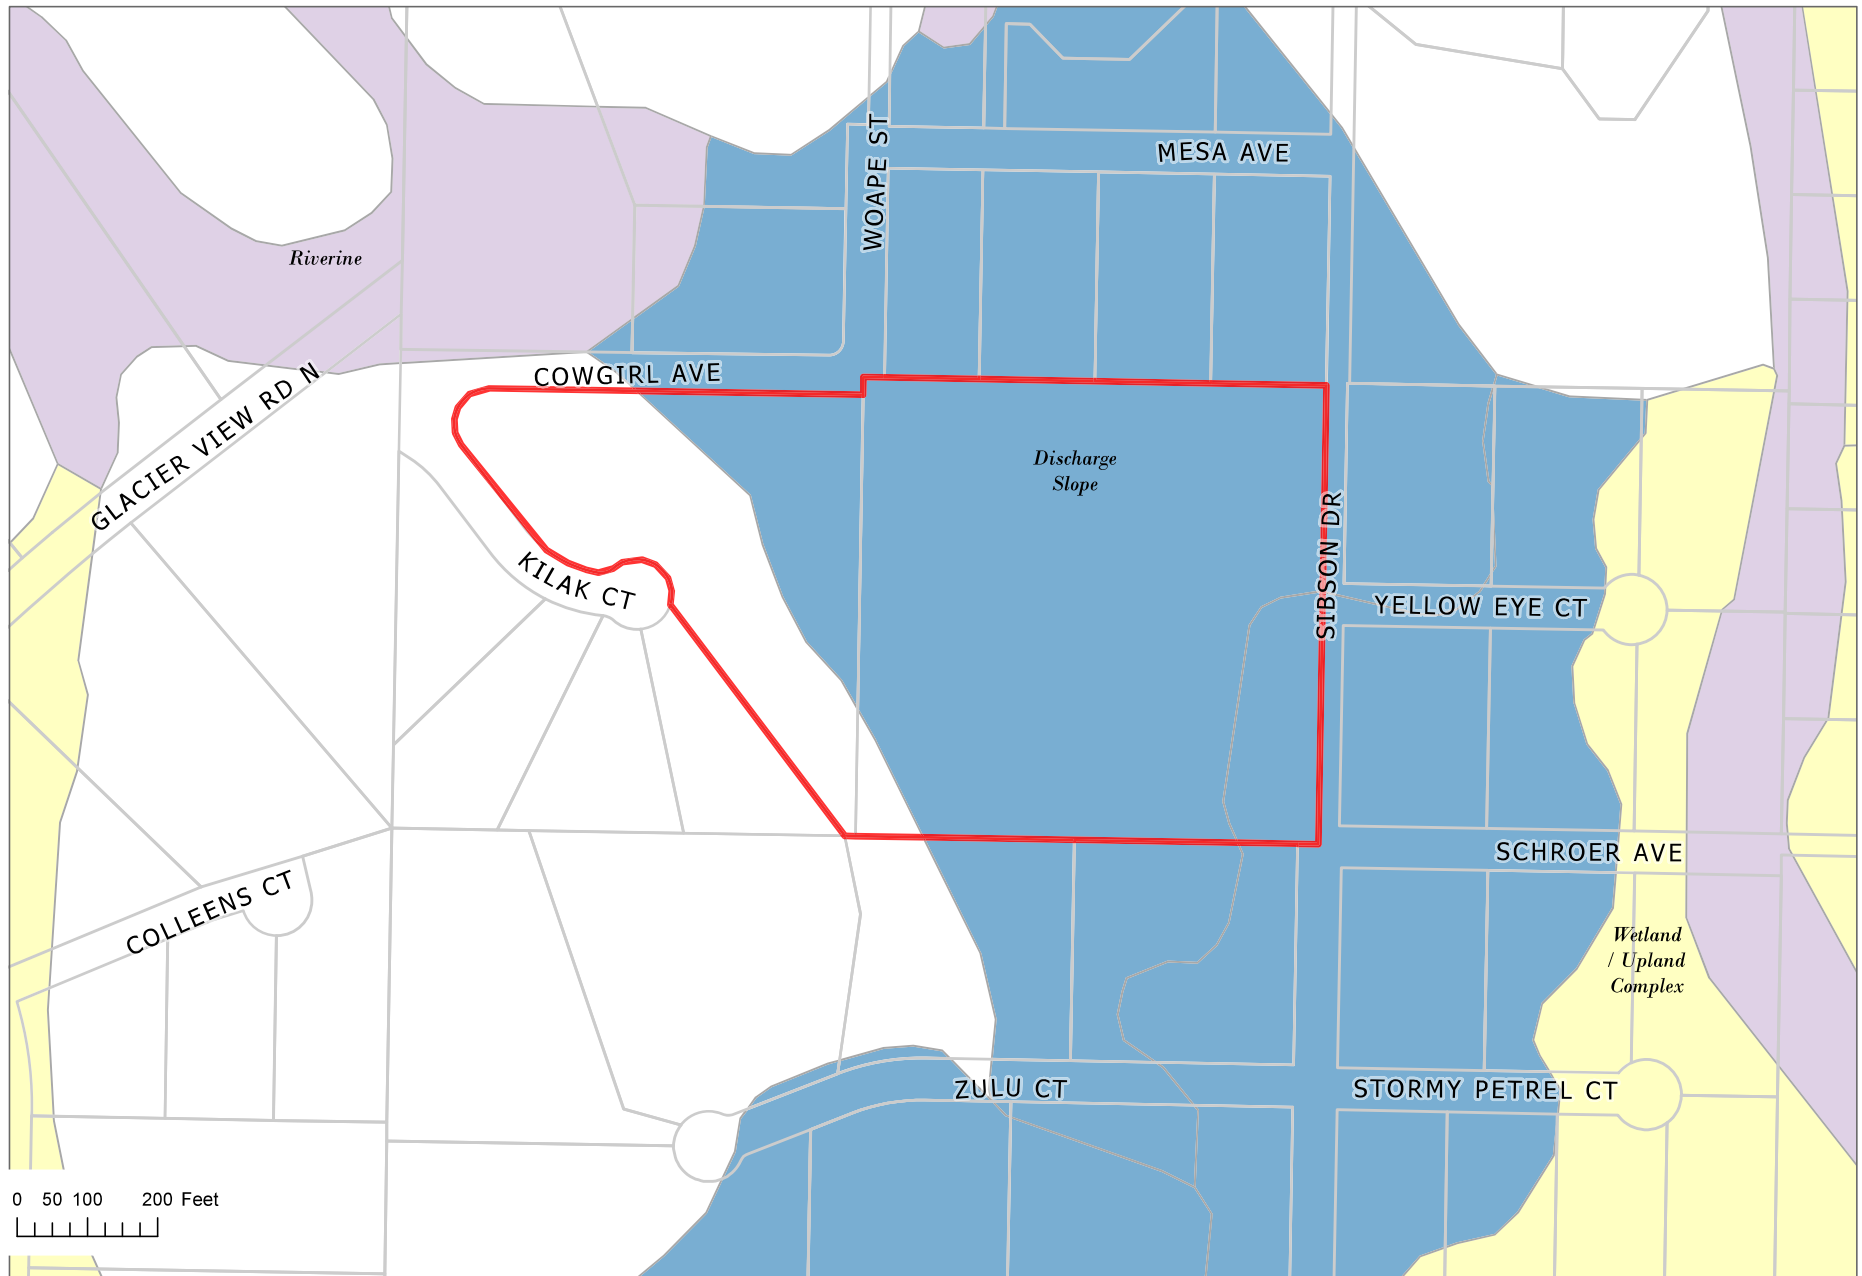 WOAPE ST
MESA AVE
Riverine
COWGIRL AVE
GLACIER VIEW RD N
Discharge
Slope
SIBSON DR
KILAK CT
YELLOW EYE CT
SCHROER AVE
COLLEENS CT
Wetland
/ Upland
Complex
ZULU CT
STORMY PETREL CT
0 50 100 200 Feet